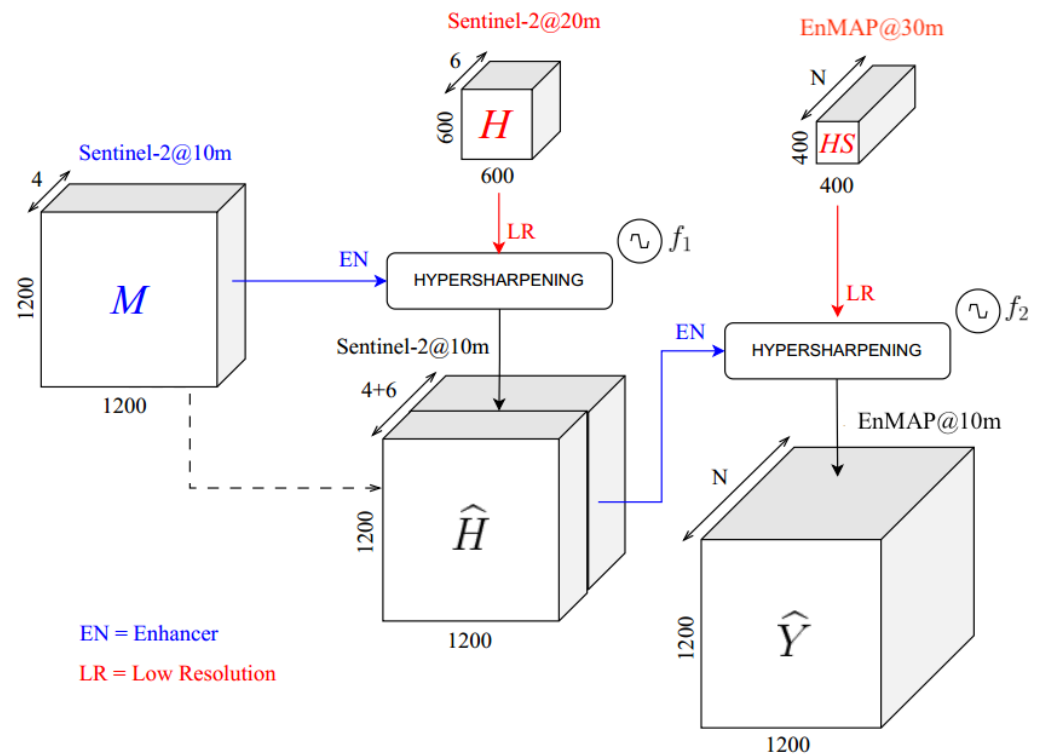 Sentinel-2@20m
EnMAP@30m
6
N
600
H
400
HS
Sentinel-2@10m
600
400
4
LR
f₁
EN
HYPERSHARPENING
1200
M
LR
f₂
EN
HYPERSHARPENING
Sentinel-2@10m
4+6
1200
EnMAP@10m
N
1200
Ĥ
EN = Enhancer
1200
1200
Ŷ
LR = Low Resolution
1200